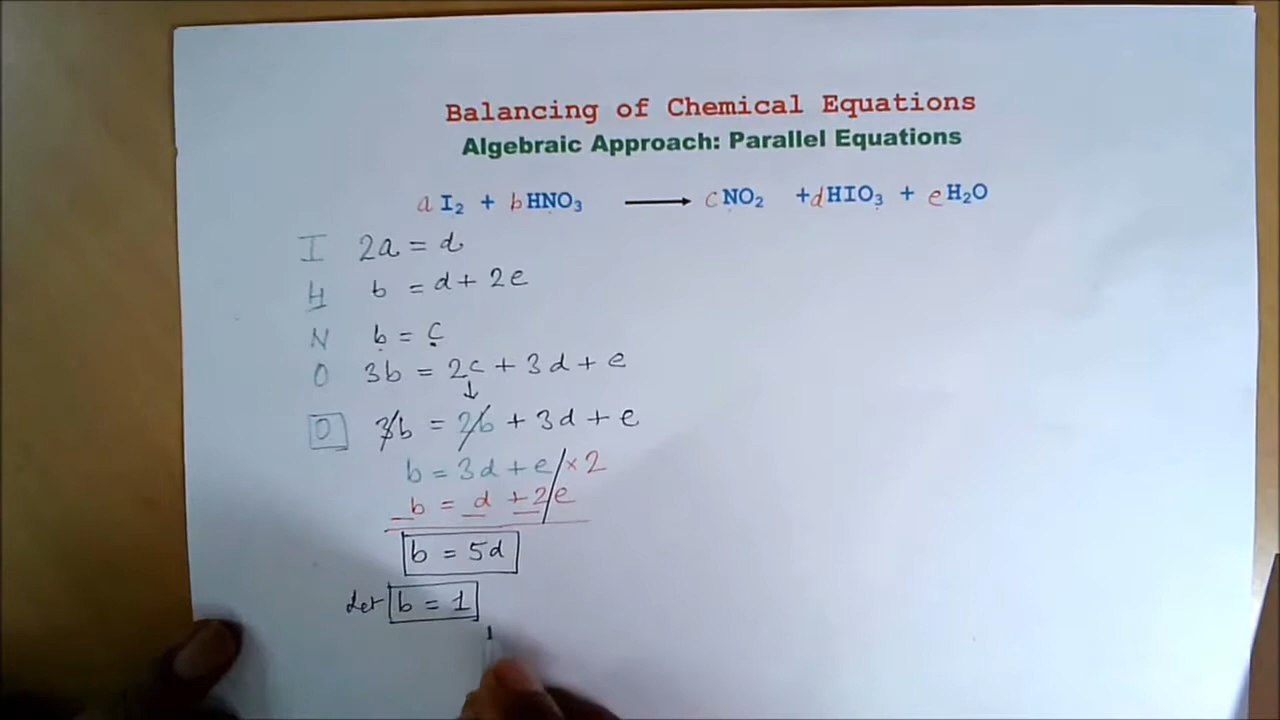 Balancing of Chemical Equations
Algebraic Approach: Parallel Equations
a I₂ + b HNO₃ ⟶ c NO₂ + d HIO₃ + e H₂O
I 2a = d
H b = d + 2e
N b = c
O 3b = 2c + 3d + e
↓
O 3b = 2b + 3d + e
b = 3d + e / × 2
_ b = _ d + 2e
b = 5d
Let b = 1